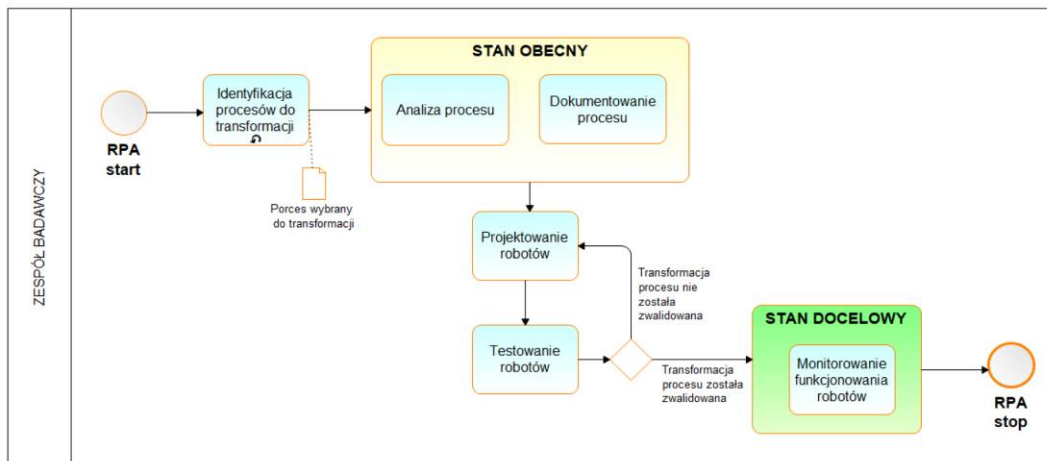 ZESPÓŁ BADAWCZY
RPA
start
Identyfikacja
procesów do
transformacji
Porces wybrany
do transformacji
STAN OBECNY
Analiza procesu
Dokumentowanie
procesu
Projektowanie
robotów
Transformacja
procesu nie
została
zwalidowana
Testowanie
robotów
Transformacja
procesu została
zwalidowana
STAN DOCELOWY
Monitorowanie
funkcjonowania
robotów
RPA
stop